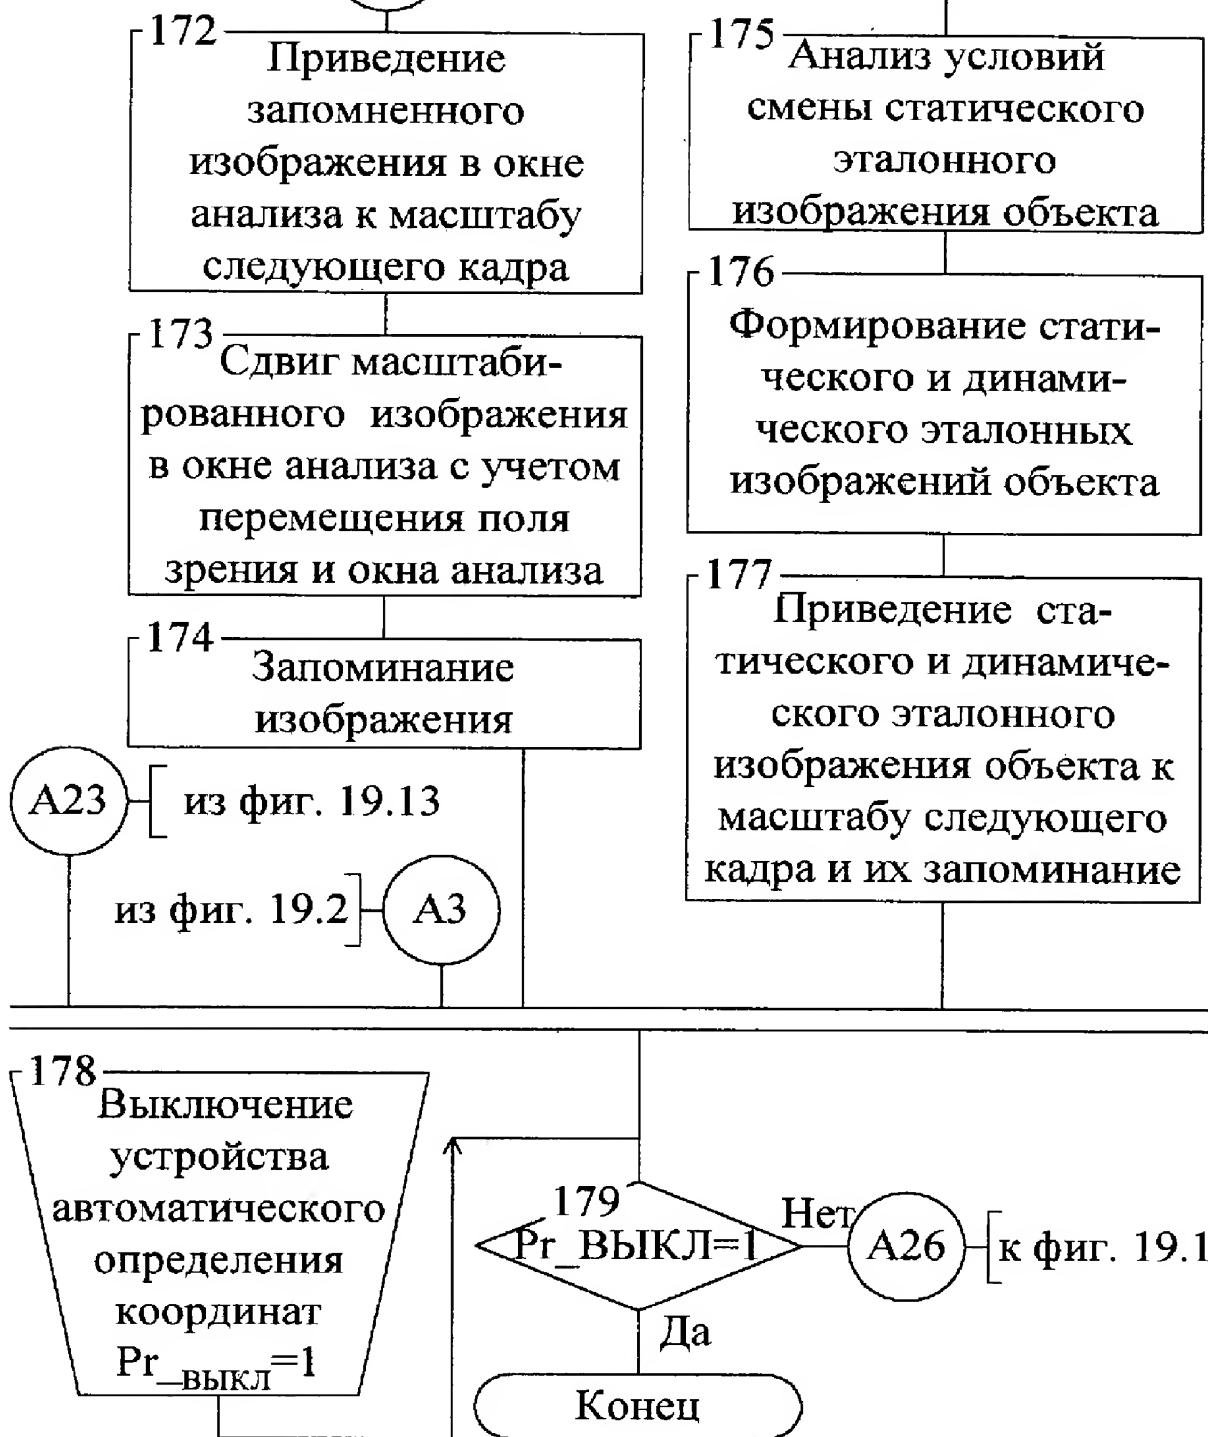 172
Приведение
запомненного
изображения в окне
анализа к масштабу
следующего кадра
173
Сдвиг масштаби-
рованного изображения
в окне анализа с учетом
перемещения поля
зрения и окна анализа
174
Запоминание
изображения
A23
из фиг. 19.13
из фиг. 19.2
A3
175
Анализ условий
смены статического
эталонного
изображения объекта
176
Формирование стати-
ческого и динами-
ческого эталонных
изображений объекта
177
Приведение ста-
тического и динамиче-
ского эталонного
изображения объекта к
масштабу следующего
кадра и их запоминание
178
Выключение
устройства
автоматического
определения
координат
Pr_ВЫКЛ=1
179
Pr_ВЫКЛ=1
Нет
A26
к фиг. 19.1
Да
Конец